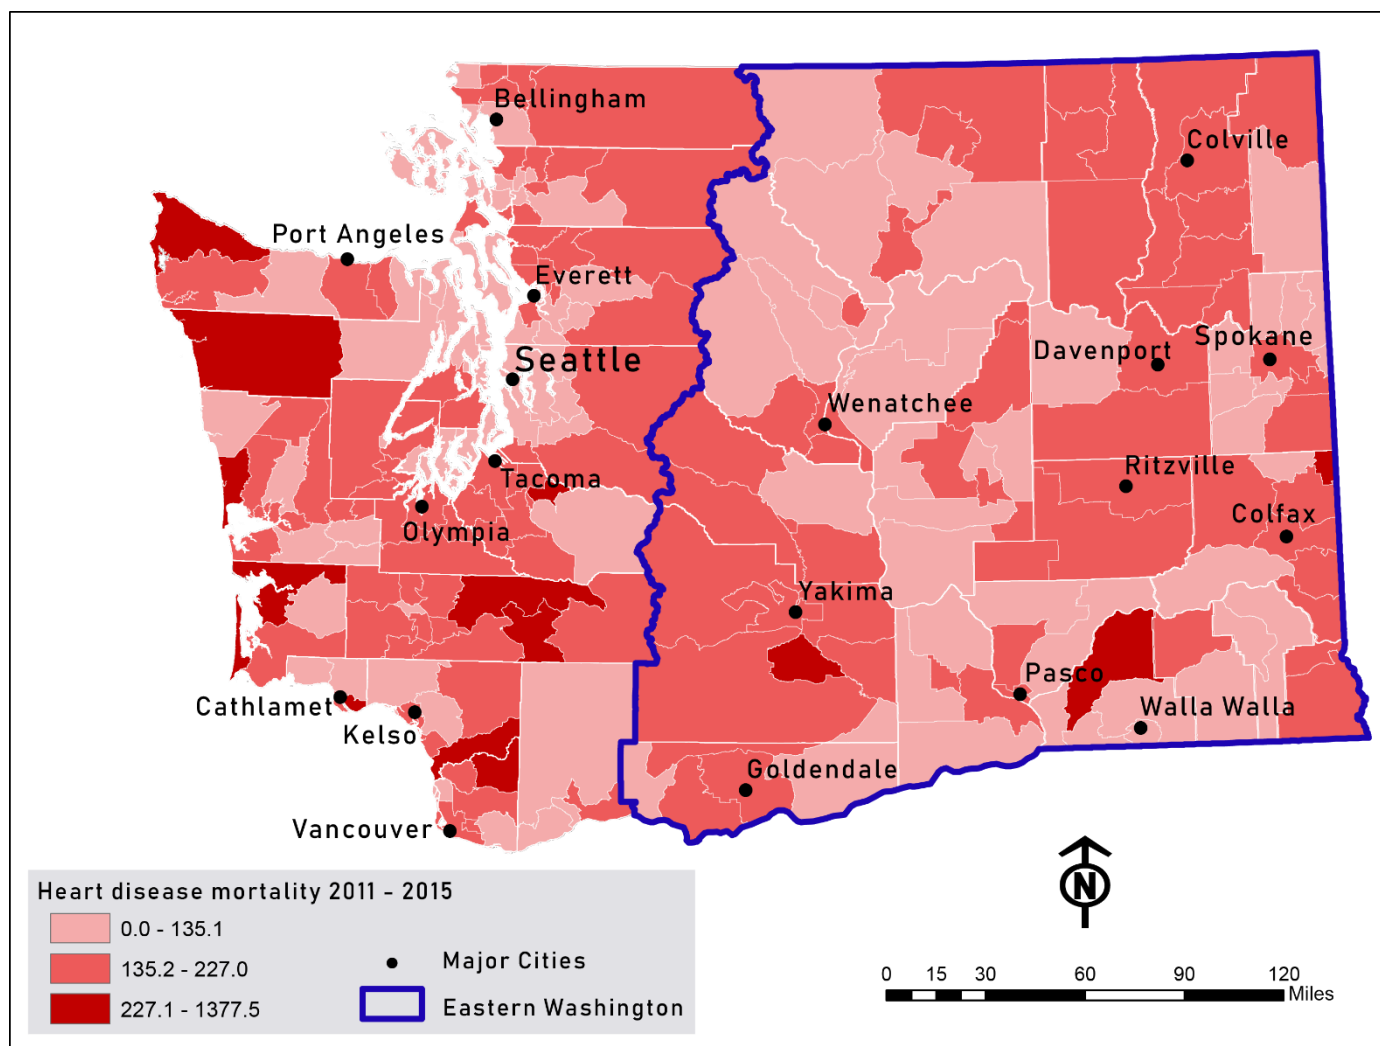 Bellingham
Colville
Port Angeles
Everett
Seattle
Spokane
Davenport
Wenatchee
Tacoma
Ritzville
Olympia
Colfax
Yakima
Pasco
Cathlamet
Walla Walla
Kelso
Goldendale
Vancouver
N
Heart disease mortality 2011 - 2015
0.0 - 135.1
135.2 - 227.0
227.1 - 1377.5
Major Cities
Eastern Washington
0 15 30 60 90 120
Miles